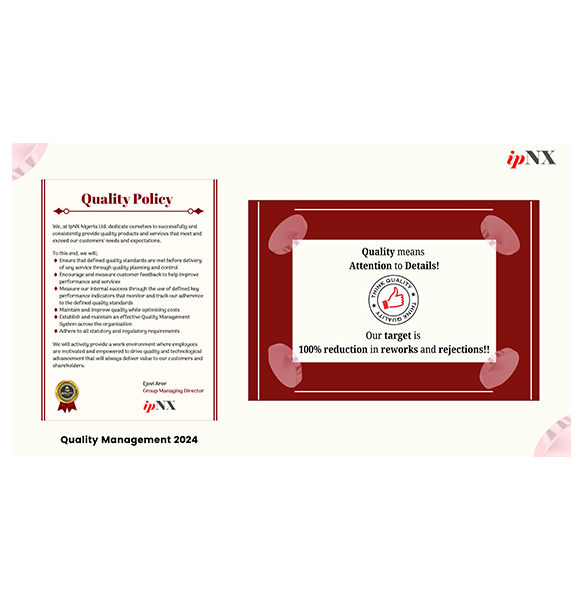 ipNX
Quality Policy
We, at ipNX Nigeria Ltd, dedicate ourselves to successfully and
consistently provide quality products and services that meet and
exceed our customers' needs and expectations.
To this end, we will;
Ensure that defined quality standards are met before delivery
of any service through quality planning and control
Encourage and measure customer feedback to help improve
performance and services
Measure our internal success through the use of defined key
performance indicators that monitor and track our adherence
to the defined quality standards
Maintain and improve quality while optimising costs
Establish and maintain an effective Quality Management
System across the organisation
Adhere to all statutory and regulatory requirements
We will actively provide a work environment where employees
are motivated and empowered to drive quality and technological
advancement that will always deliver value to our customers and
shareholders.
Ejovi Aror
Group Managing Director
ipNX
Quality Management 2024
Quality means
Attention to Details!
THINK QUALITY
THINK QUALITY
Our target is
100% reduction in reworks and rejections!!